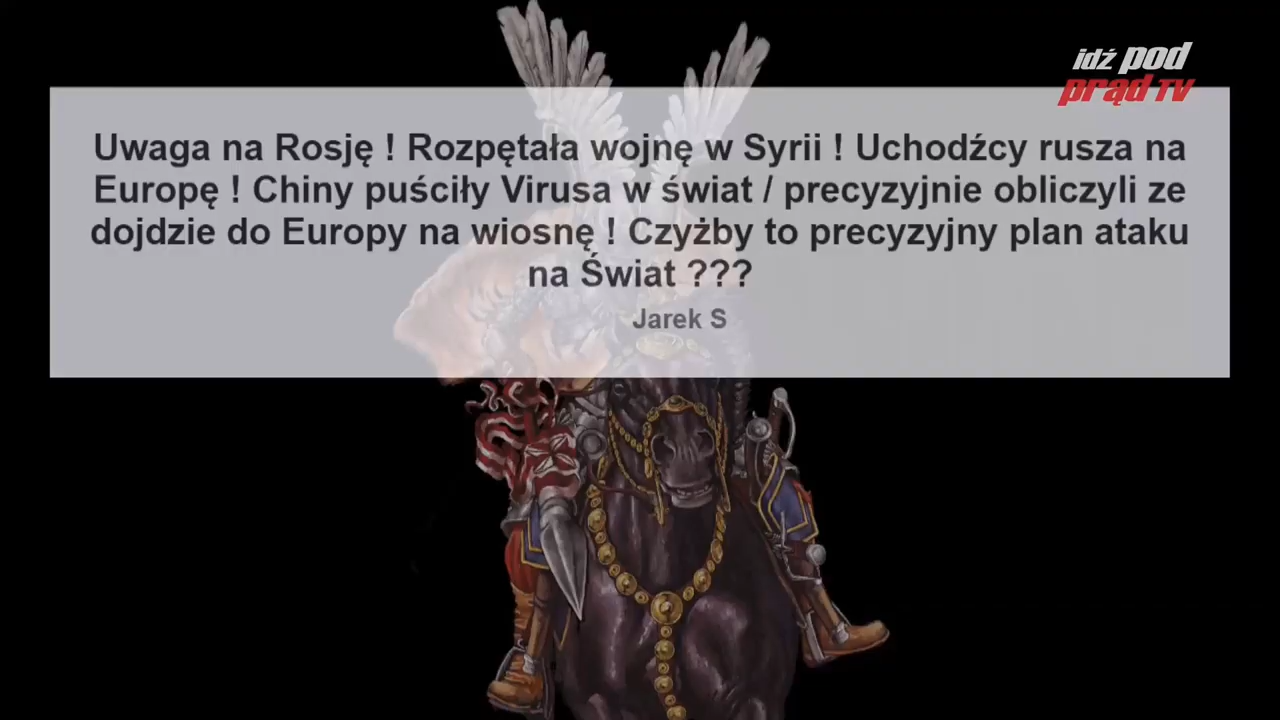 idź pod
prąd TV
Uwaga na Rosję ! Rozpętała wojnę w Syrii ! Uchodźcy rusza na
Europę ! Chiny puściły Virusa w świat / precyzyjnie obliczyli ze
dojdzie do Europy na wiosnę ! Czyżby to precyzyjny plan ataku
na Świat ???
Jarek S